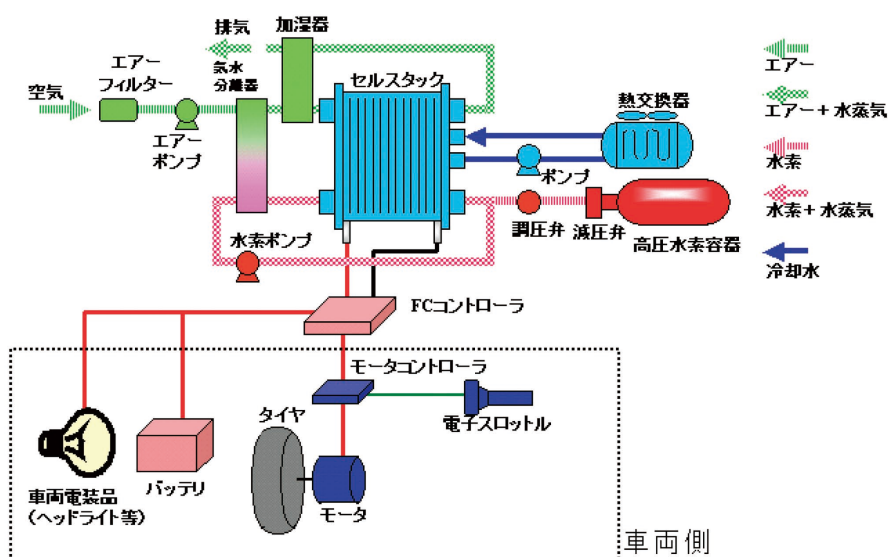 排気
加湿器
エアー
フィルター
気水
分離器
セルスタック
空気
熱交換器
エアー
エアー＋水蒸気
エアー
ポンプ
ポンプ
水素
水素ポンプ
調圧弁
減圧弁
高圧水素容器
水素＋水蒸気
冷却水
FCコントローラ
モータコントローラ
タイヤ
電子スロットル
車両電装品
(ヘッドライト等)
バッテリ
モータ
車両側